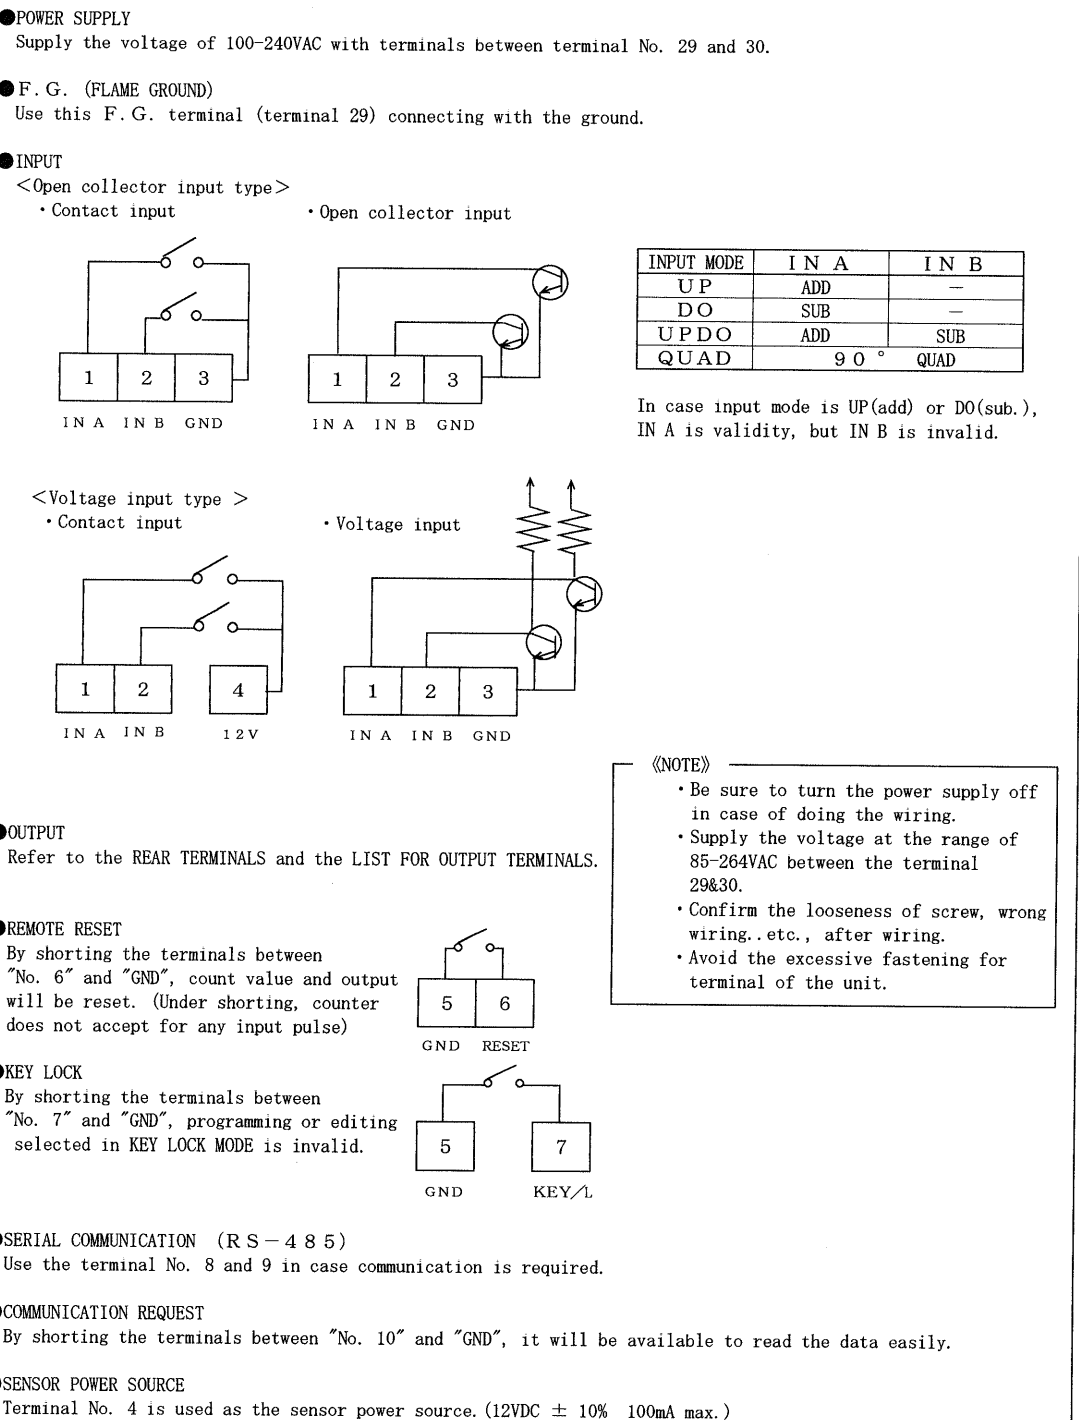 ●POWER SUPPLY
Supply the voltage of 100-240VAC with terminals between terminal No. 29 and 30.
●F.G. (FLAME GROUND)
Use this F.G. terminal (terminal 29) connecting with the ground.
●INPUT
<Open collector input type>
・Contact input
・Open collector input
1 2 3
IN A IN B GND
1 2 3
IN A IN B GND
INPUT MODE IN A IN B
UP ADD —
DO SUB —
UPDO ADD SUB
QUAD 90° QUAD
In case input mode is UP(add) or DO(sub.),
IN A is validity, but IN B is invalid.
<Voltage input type >
・Contact input
・Voltage input
1 2 4
IN A IN B 12V
1 2 3
IN A IN B GND
《NOTE》
・Be sure to turn the power supply off
in case of doing the wiring.
・Supply the voltage at the range of
85-264VAC between the terminal
29&30.
・Confirm the looseness of screw, wrong
wiring..etc., after wiring.
・Avoid the excessive fastening for
terminal of the unit.
●OUTPUT
Refer to the REAR TERMINALS and the LIST FOR OUTPUT TERMINALS.
●REMOTE RESET
By shorting the terminals between
"No. 6" and "GND", count value and output
will be reset. (Under shorting, counter
does not accept for any input pulse)
5 6
GND RESET
●KEY LOCK
By shorting the terminals between
"No. 7" and "GND", programming or editing
selected in KEY LOCK MODE is invalid.
5 7
GND KEY/L
●SERIAL COMMUNICATION (RS-485)
Use the terminal No. 8 and 9 in case communication is required.
●COMMUNICATION REQUEST
By shorting the terminals between "No. 10" and "GND", it will be available to read the data easily.
●SENSOR POWER SOURCE
Terminal No. 4 is used as the sensor power source. (12VDC ± 10% 100mA max.)